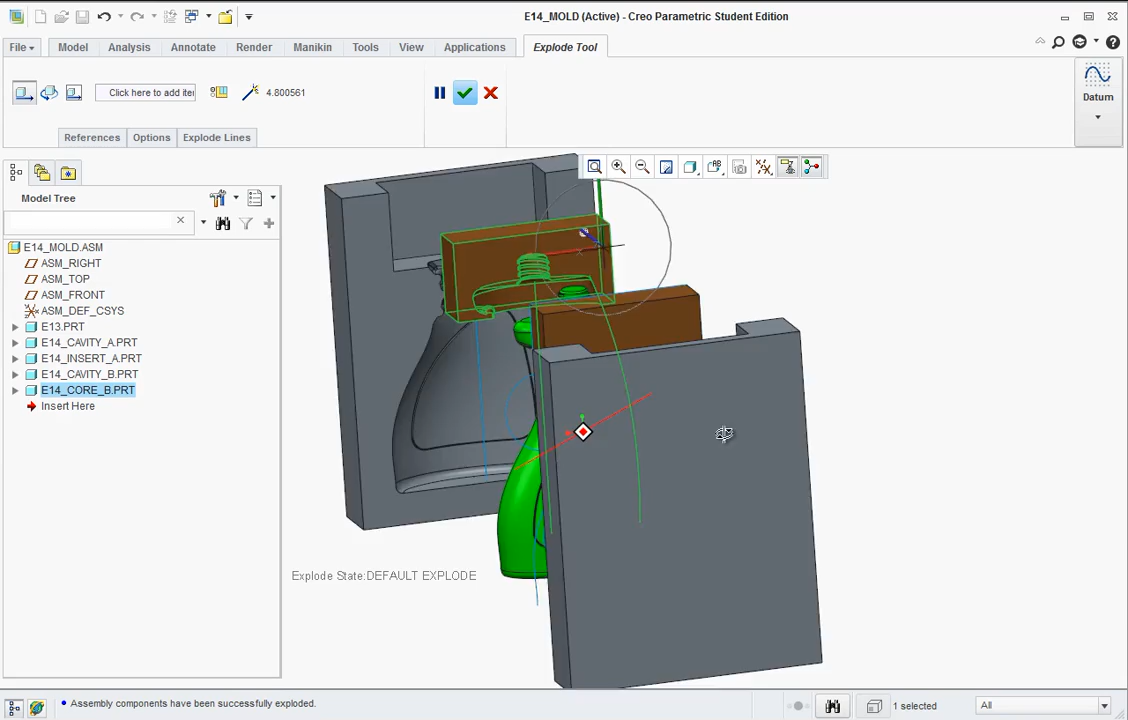 E14_MOLD (Active) - Creo Parametric Student Edition
File
Model
Analysis
Annotate
Render
Manikin
Tools
View
Applications
Explode Tool
Click here to add iter
4.800561
Datum
References
Options
Explode Lines
Model Tree
E14_MOLD.ASM
ASM_RIGHT
ASM_TOP
ASM_FRONT
ASM_DEF_CSYS
E13.PRT
E14_CAVITY_A.PRT
E14_INSERT_A.PRT
E14_CAVITY_B.PRT
E14_CORE_B.PRT
Insert Here
Explode State:DEFAULT EXPLODE
Assembly components have been successfully exploded.
1 selected
All